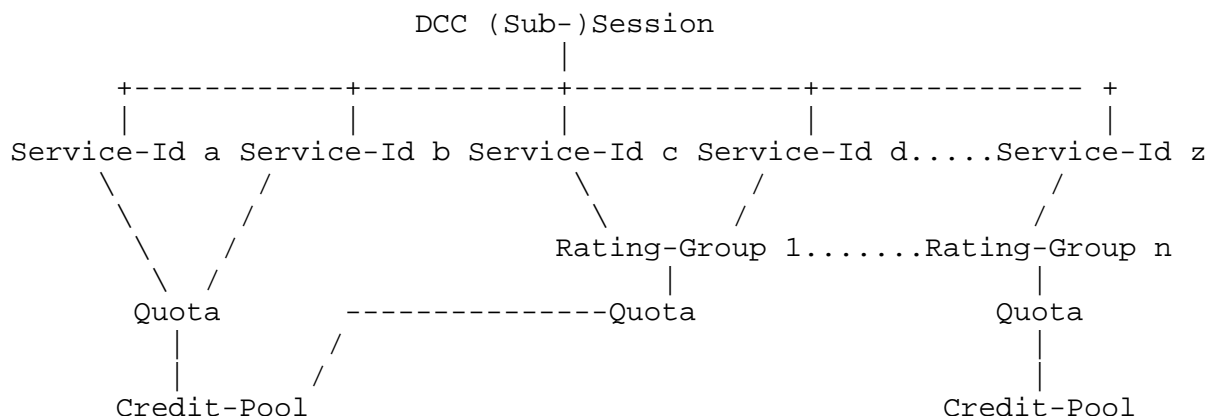 DCC (Sub-)Session
|
+------------+-----------+-------------+--------------- +
| | | | |
Service-Id a Service-Id b Service-Id c Service-Id d.....Service-Id z
\ / \ / /
\ / \ / /
\ / Rating-Group 1.......Rating-Group n
\ / | |
Quota ---------------Quota Quota
| / |
| / |
Credit-Pool Credit-Pool